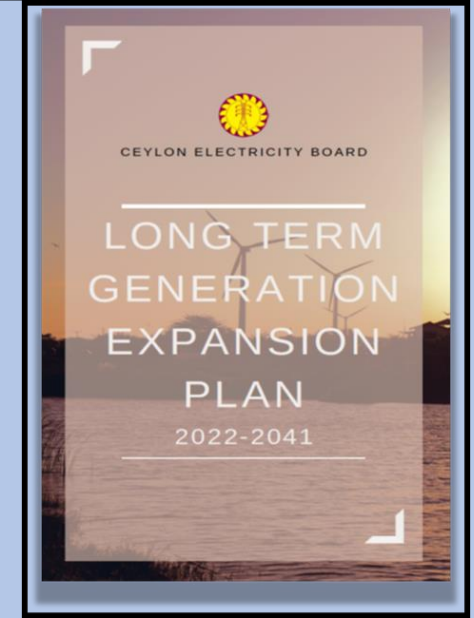 CEYLON ELECTRICITY BOARD
LONG TERM
GENERATION
EXPANSION
PLAN
2022-2041